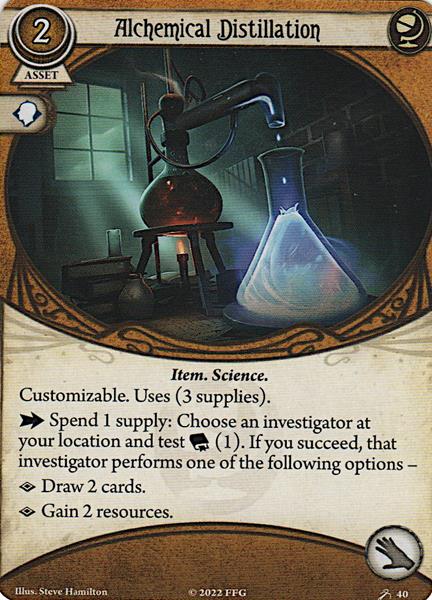 2
Alchemical Distillation
ASSET
Item. Science.
Customizable. Uses (3 supplies).
Spend 1 supply: Choose an investigator at
your location and test (1). If you succeed, that
investigator performs one of the following options –
Draw 2 cards.
Gain 2 resources.
Illus. Steve Hamilton © 2022 FFG 40